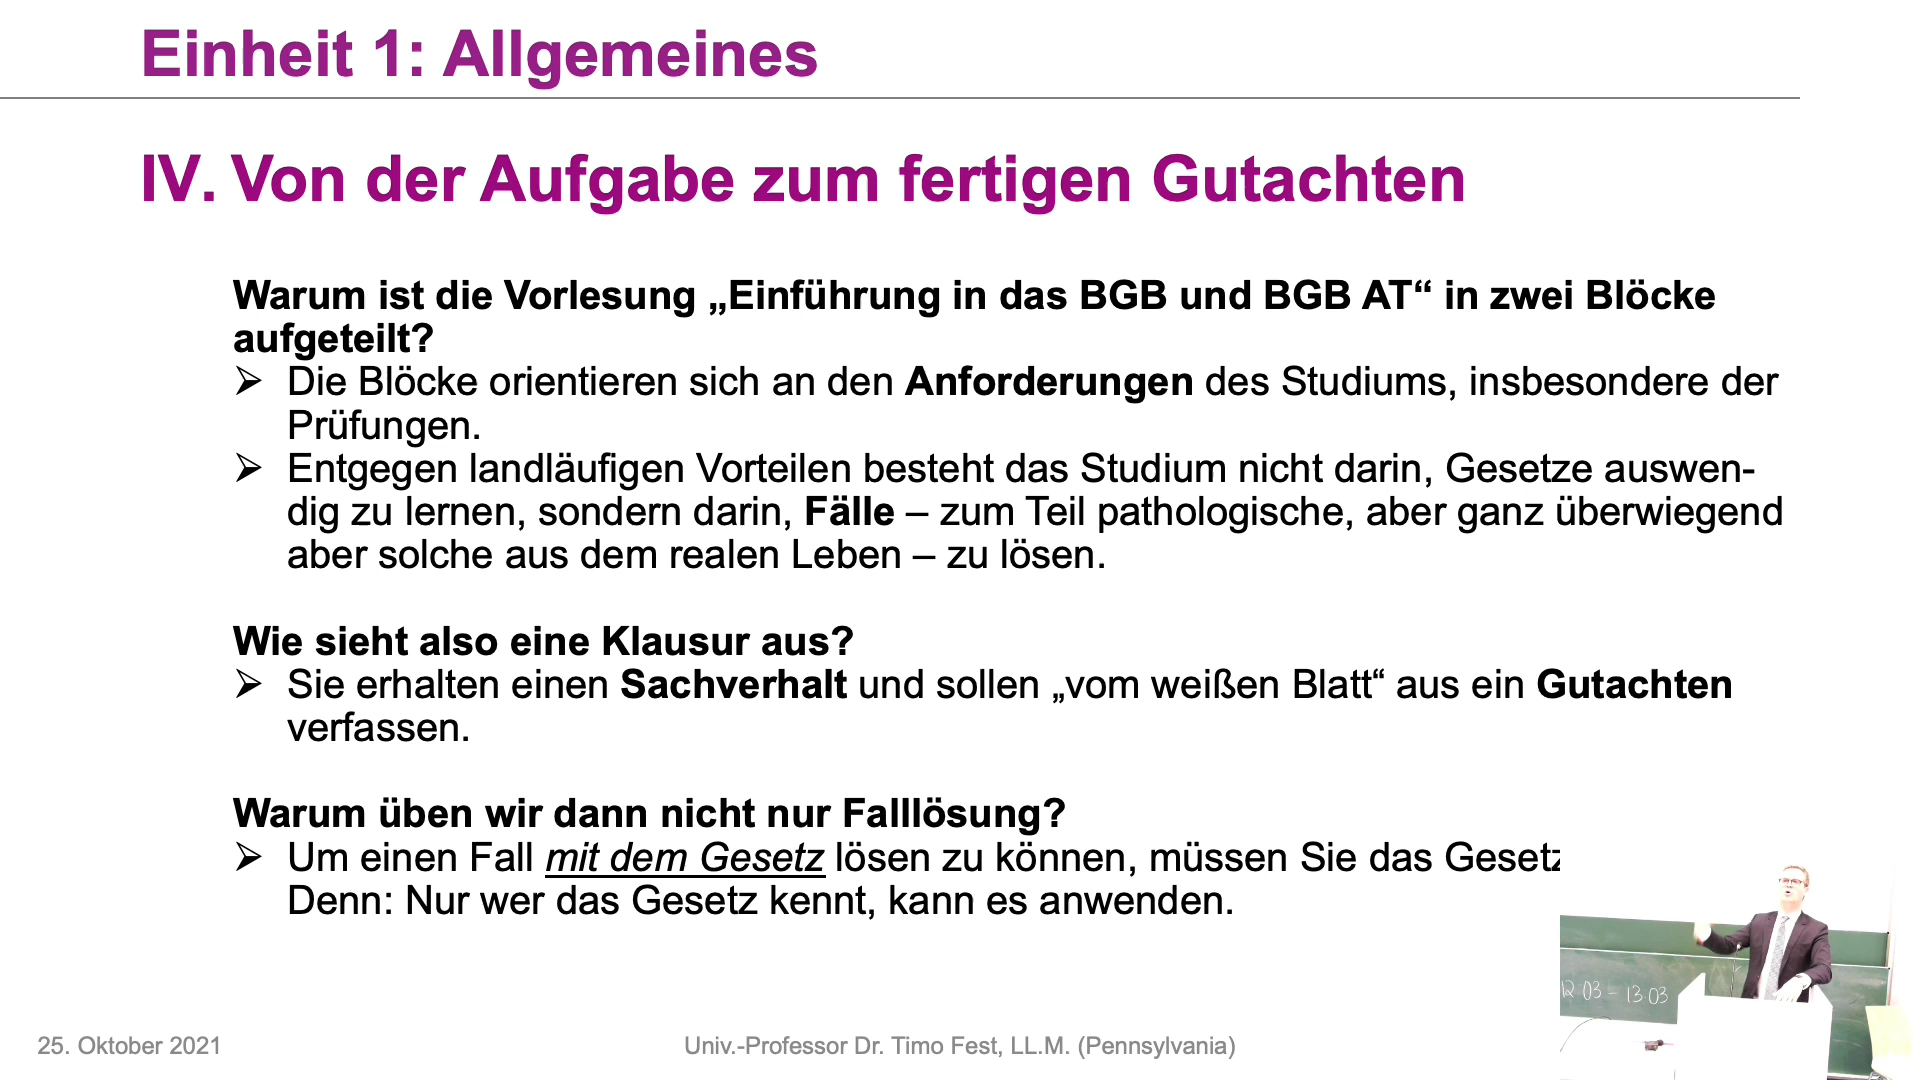 Einheit 1: Allgemeines
IV. Von der Aufgabe zum fertigen Gutachten
Warum ist die Vorlesung „Einführung in das BGB und BGB AT“ in zwei Blöcke
aufgeteilt?
➢ Die Blöcke orientieren sich an den Anforderungen des Studiums, insbesondere der
Prüfungen.
➢ Entgegen landläufigen Vorteilen besteht das Studium nicht darin, Gesetze auswen-
dig zu lernen, sondern darin, Fälle – zum Teil pathologische, aber ganz überwiegend
aber solche aus dem realen Leben – zu lösen.
Wie sieht also eine Klausur aus?
➢ Sie erhalten einen Sachverhalt und sollen „vom weißen Blatt“ aus ein Gutachten
verfassen.
Warum üben wir dann nicht nur Falllösung?
➢ Um einen Fall mit dem Gesetz lösen zu können, müssen Sie das Gesetz
Denn: Nur wer das Gesetz kennt, kann es anwenden.
12 03 – 13 03
25. Oktober 2021
Univ.-Professor Dr. Timo Fest, LL.M. (Pennsylvania)